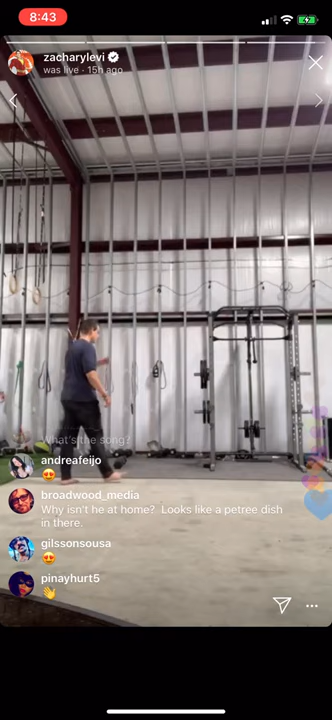 8:43
zacharylevi
was live · 15h ago
What's the song?
andreafeijo
😍
broadwood_media
Why isn't he at home?  Looks like a petree dish
in there.
gilssonsousa
😍
pinayhurt5
👋